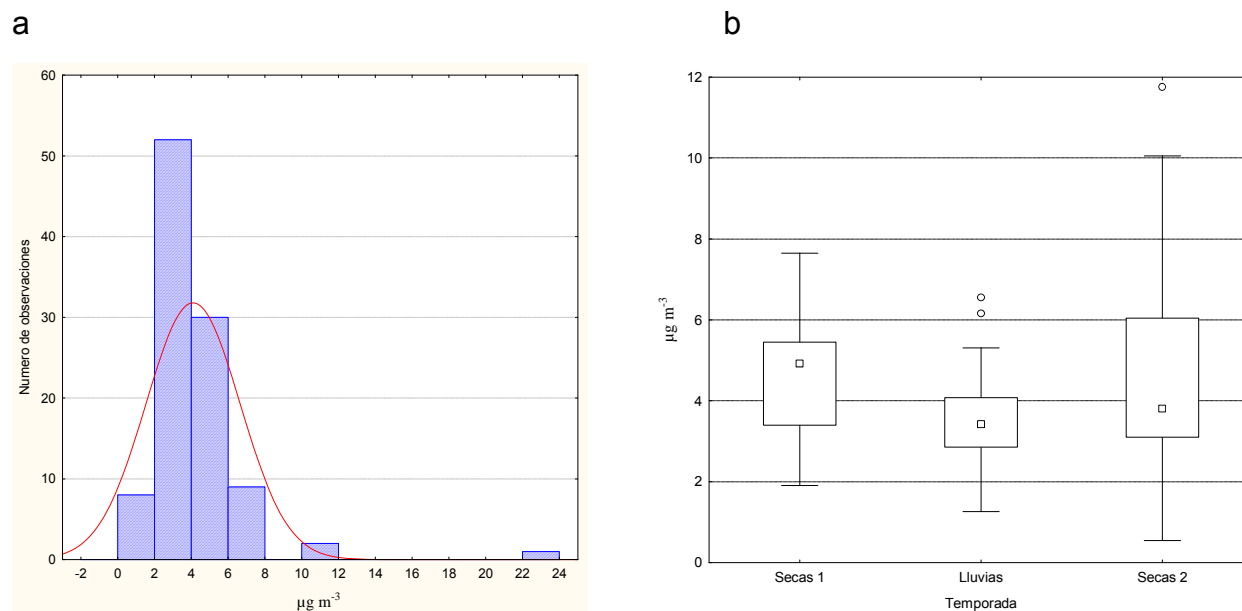 a
b
60
50
40
30
20
10
0
Numero de observaciones
-2 0 2 4 6 8 10 12 14 16 18 20 22 24
µg m-3
12
10
8
6
4
2
0
µg m-3
Secas 1 Lluvias Secas 2
Temporada